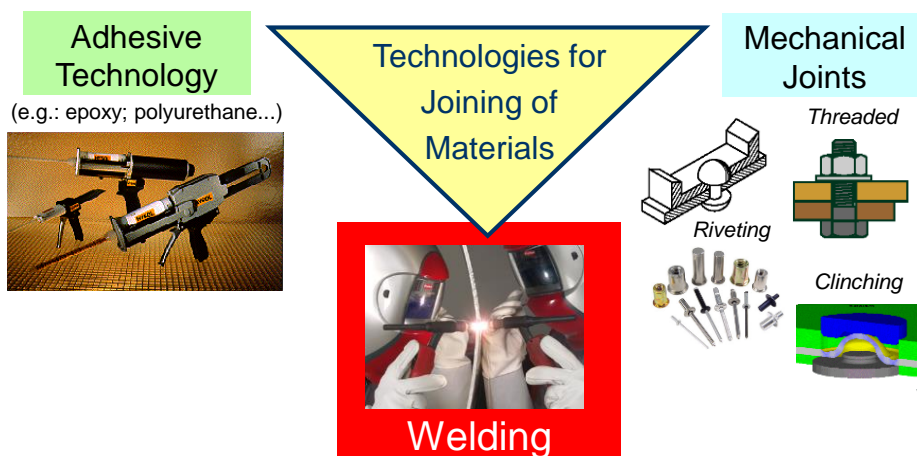 Adhesive
Technology
(e.g.: epoxy; polyurethane...)
Technologies for
Joining of
Materials
Mechanical
Joints
Threaded
Riveting
Clinching
Welding